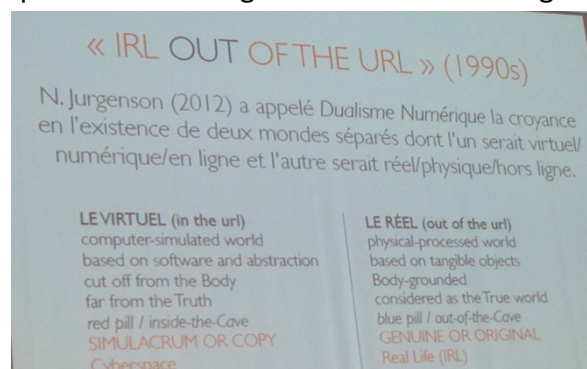 « IRL OUT OF THE URL » (1990s)
N. Jurgenson (2012) a appelé Dualisme Numérique la croyance
en l'existence de deux mondes séparés dont l'un serait virtuel/
numérique/en ligne et l'autre serait réel/physique/hors ligne.
LE VIRTUEL (in the url)
computer-simulated world
based on software and abstraction
cut off from the Body
far from the Truth
red pill / inside-the-Cave
SIMULACRUM OR COPY
Cyberspace
LE RÉEL (out of the url)
physical-processed world
based on tangible objects
Body-grounded
considered as the True world
blue pill / out-of-the-Cave
GENUINE OR ORIGINAL
Real Life (IRL)